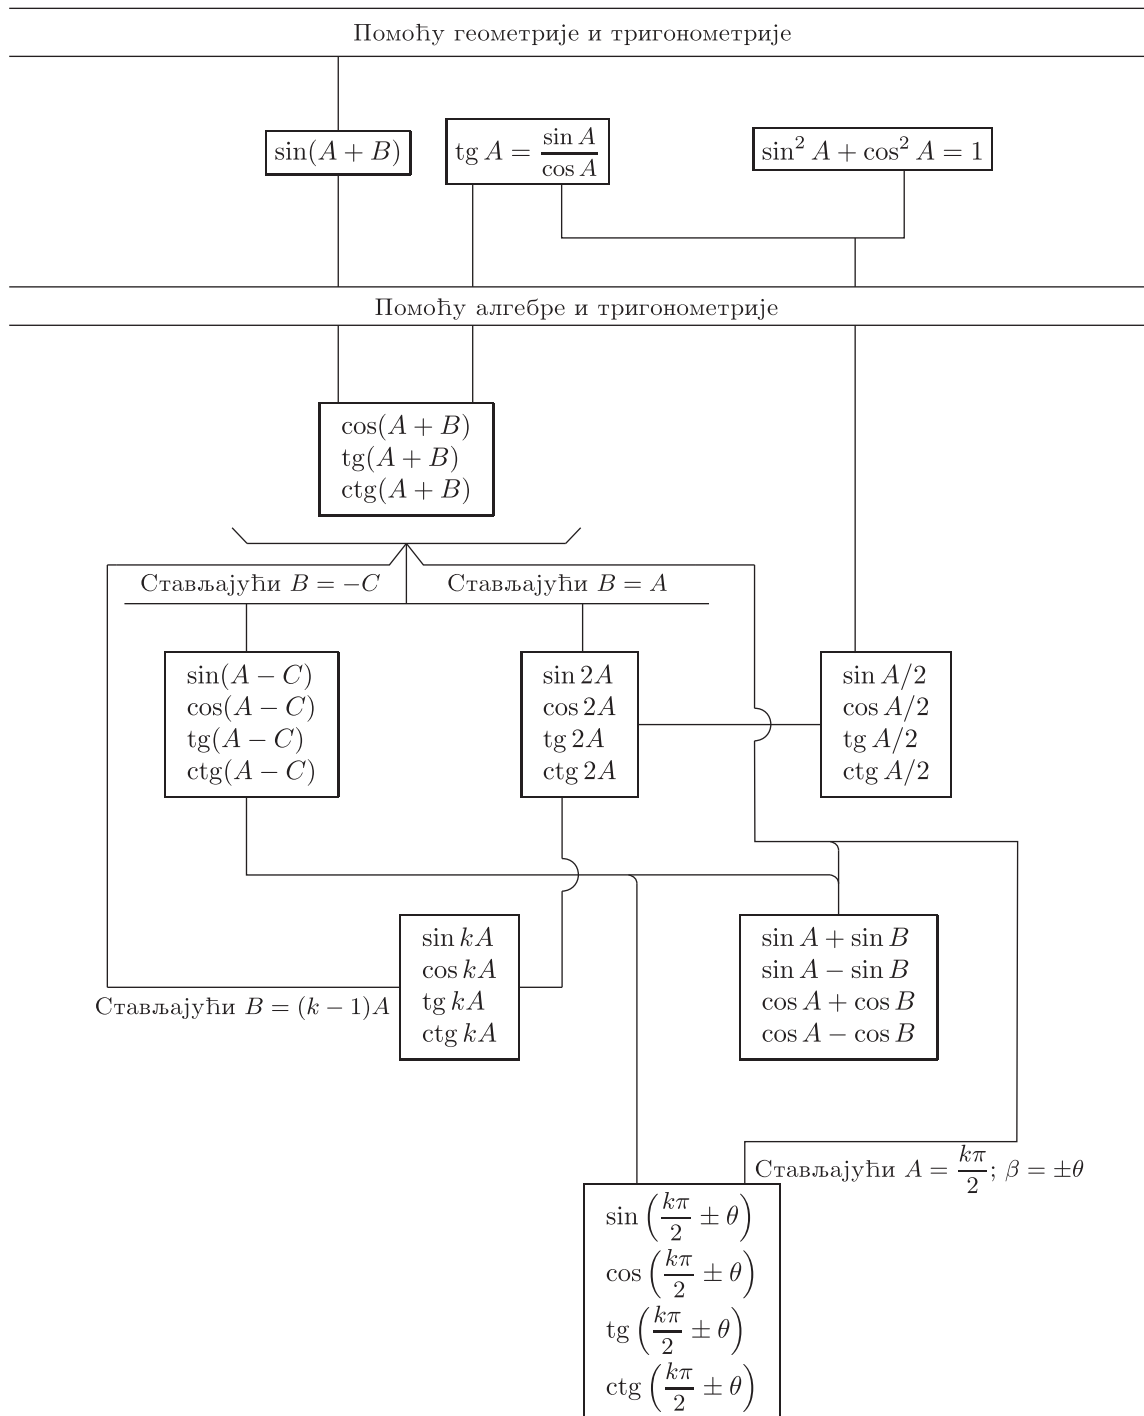 Помоћу геометрије и тригонометрије
sin(A + B)
tg A = sin A / cos A
sin² A + cos² A = 1
Помоћу алгебре и тригонометрије
cos(A + B)
tg(A + B)
ctg(A + B)
Стављајући B = −C
Стављајући B = A
sin(A − C)
cos(A − C)
tg(A − C)
ctg(A − C)
sin 2A
cos 2A
tg 2A
ctg 2A
sin A/2
cos A/2
tg A/2
ctg A/2
Стављајући B = (k − 1)A
sin kA
cos kA
tg kA
ctg kA
sin A + sin B
sin A − sin B
cos A + cos B
cos A − cos B
Стављајући A = kπ/2; β = ±θ
sin (kπ/2 ± θ)
cos (kπ/2 ± θ)
tg (kπ/2 ± θ)
ctg (kπ/2 ± θ)